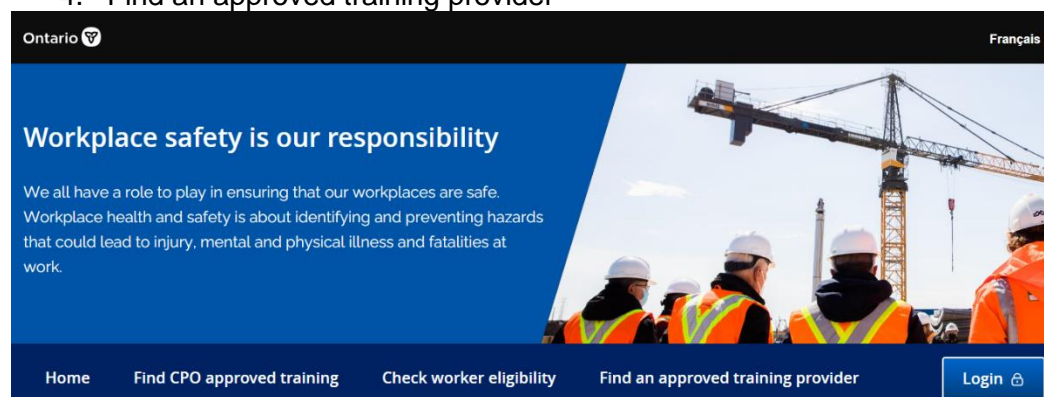 4. Find an approved training provider
Ontario
Français
Workplace safety is our responsibility
We all have a role to play in ensuring that our workplaces are safe.
Workplace health and safety is about identifying and preventing hazards
that could lead to injury, mental and physical illness and fatalities at
work.
Home Find CPO approved training Check worker eligibility Find an approved training provider Login